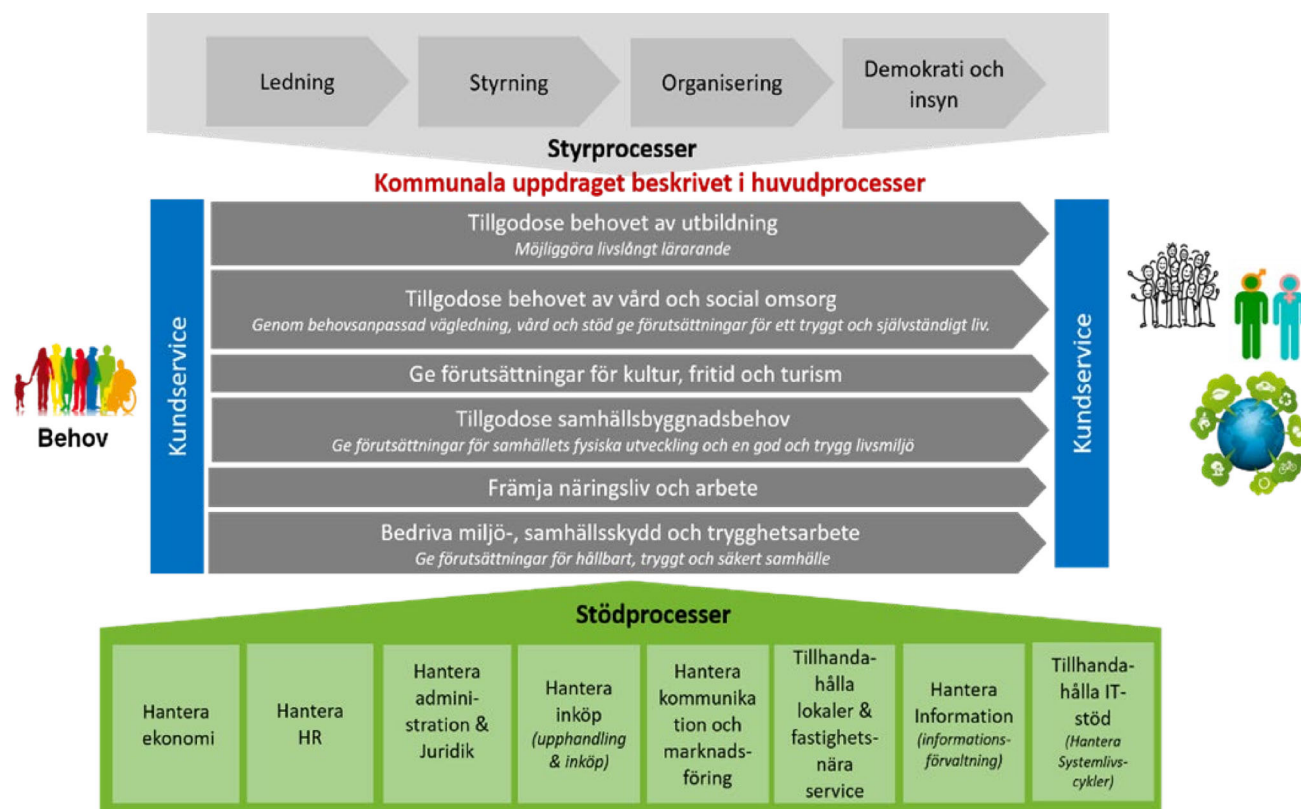 Ledning
Styrning
Organisering
Demokrati och
insyn
Styrprocesser
Kommunala uppdraget beskrivet i huvudprocesser
Behov
Kundservice
Tillgodose behovet av utbildning
Möjliggöra livslångt lärarande
Tillgodose behovet av vård och social omsorg
Genom behovsanpassad vägledning, vård och stöd ge förutsättningar för ett tryggt och självständigt liv.
Ge förutsättningar för kultur, fritid och turism
Tillgodose samhällsbyggnadsbehov
Ge förutsättningar för samhällets fysiska utveckling och en god och trygg livsmiljö
Främja näringsliv och arbete
Bedriva miljö-, samhällsskydd och trygghetsarbete
Ge förutsättningar för hållbart, tryggt och säkert samhälle
Kundservice
Stödprocesser
Hantera
ekonomi
Hantera
HR
Hantera
admini-
stration &
Juridik
Hantera
inköp
(upphandling
& inköp)
Hantera
kommunika
tion och
marknads-
föring
Tillhanda-
hålla
lokaler &
fastighets-
nära
service
Hantera
Information
(informations-
förvaltning)
Tillhanda-
hålla IT-
stöd
(Hantera
Systemlivs-
cykler)